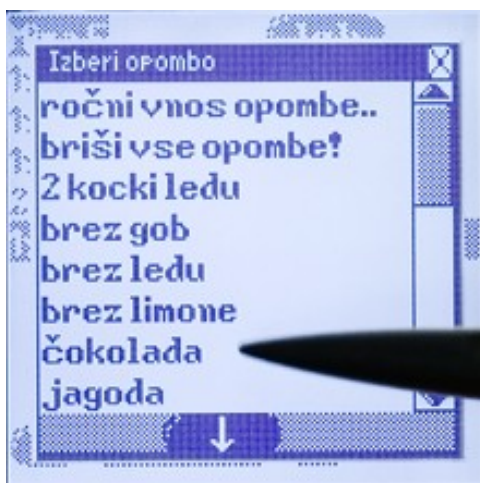 Izberi opombo
ročni vnos opombe..
briši vse opombe!
2 kocki ledu
brez gob
brez ledu
brez limone
čokolada
jagoda